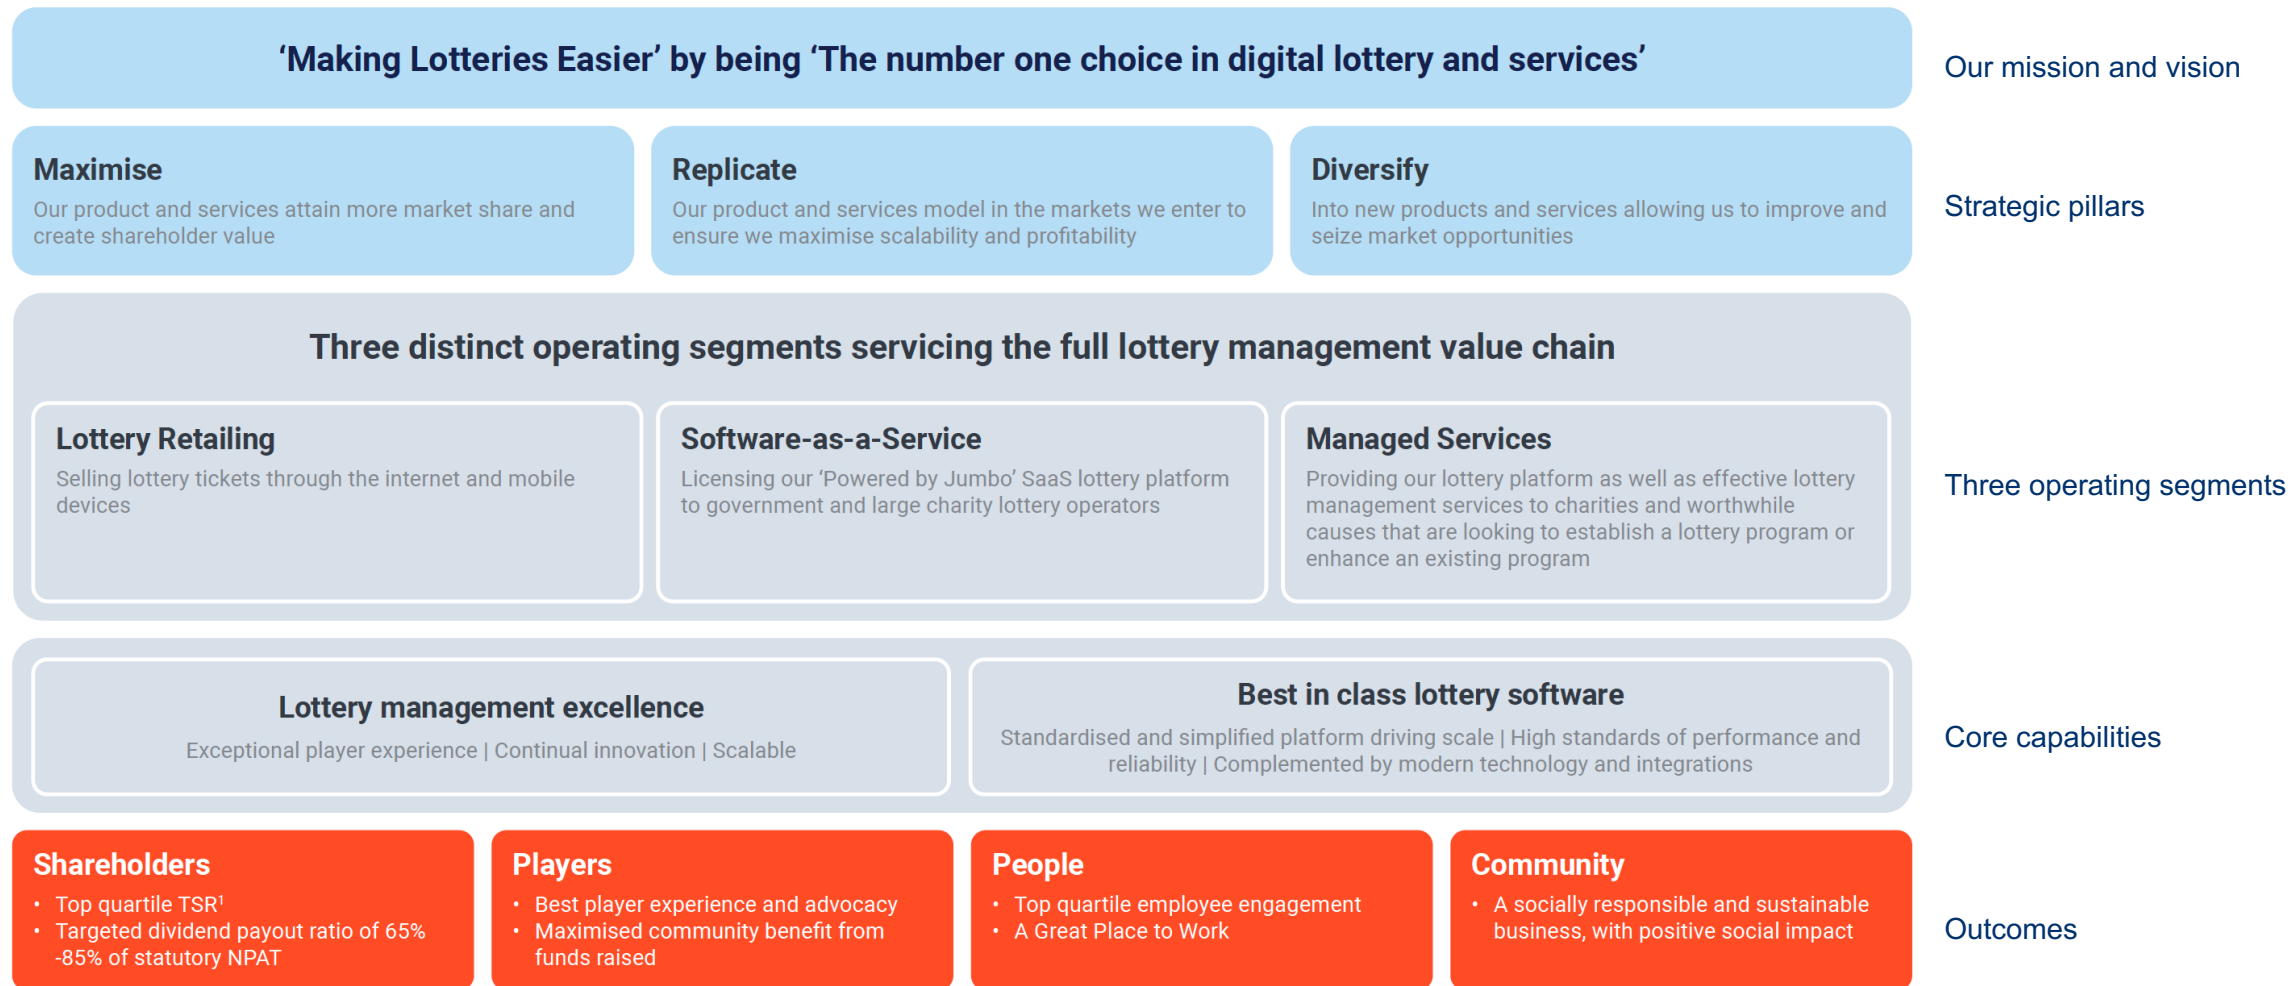 ‘Making Lotteries Easier’ by being ‘The number one choice in digital lottery and services’
Our mission and vision
Maximise
Our product and services attain more market share and
create shareholder value
Replicate
Our product and services model in the markets we enter to
ensure we maximise scalability and profitability
Diversify
Into new products and services allowing us to improve and
seize market opportunities
Strategic pillars
Three distinct operating segments servicing the full lottery management value chain
Lottery Retailing
Selling lottery tickets through the internet and mobile
devices
Software-as-a-Service
Licensing our ‘Powered by Jumbo’ SaaS lottery platform
to government and large charity lottery operators
Managed Services
Providing our lottery platform as well as effective lottery
management services to charities and worthwhile
causes that are looking to establish a lottery program or
enhance an existing program
Three operating segments
Lottery management excellence
Exceptional player experience | Continual innovation | Scalable
Best in class lottery software
Standardised and simplified platform driving scale | High standards of performance and
reliability | Complemented by modern technology and integrations
Core capabilities
Shareholders
• Top quartile TSR¹
• Targeted dividend payout ratio of 65%
-85% of statutory NPAT
Players
• Best player experience and advocacy
• Maximised community benefit from
funds raised
People
• Top quartile employee engagement
• A Great Place to Work
Community
• A socially responsible and sustainable
business, with positive social impact
Outcomes